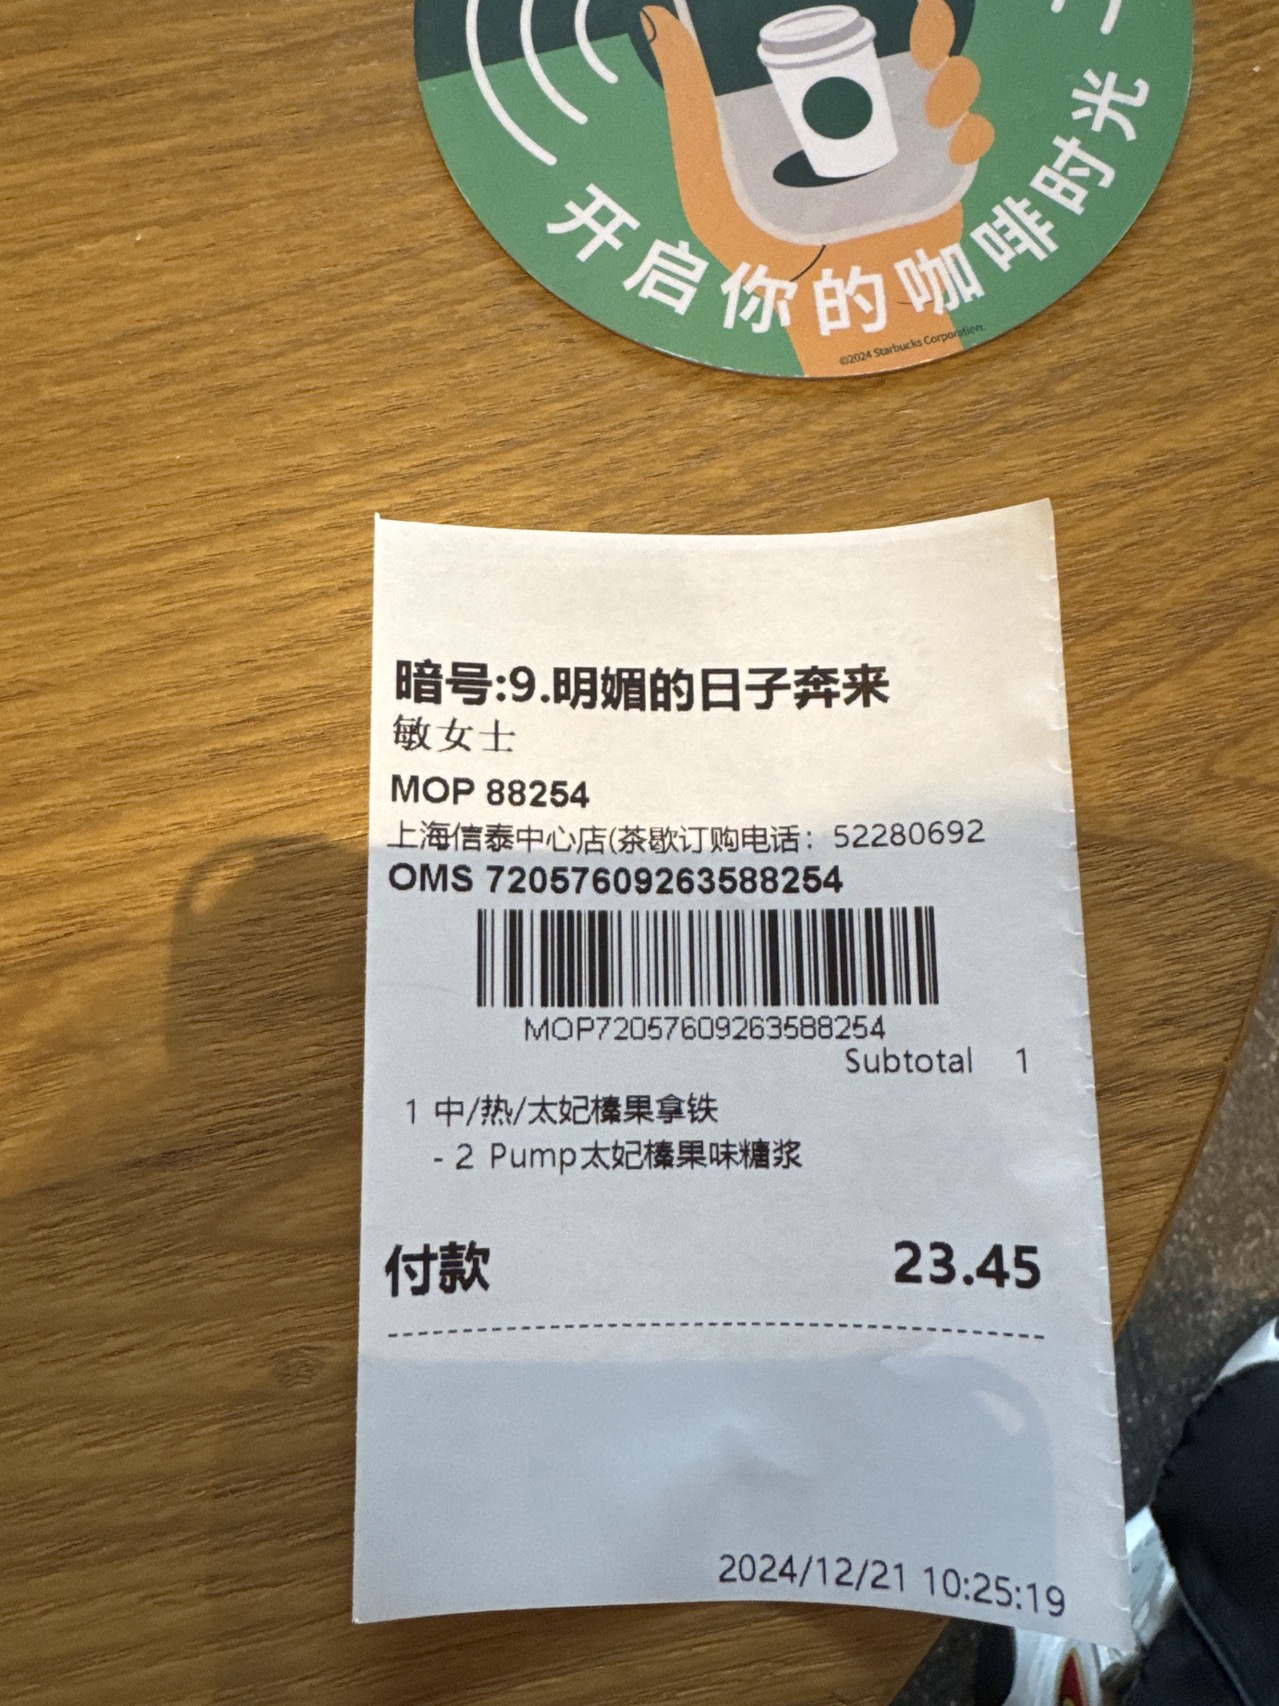 开启你的咖啡时光
©2024 Starbucks Corporation.
暗号:9.明媚的日子奔来
敏女士
MOP 88254
上海信泰中心店(茶歇订购电话：52280692
OMS 72057609263588254
MOP72057609263588254
Subtotal 1
1 中/热/太妃榛果拿铁
- 2 Pump太妃榛果味糖浆
付款 23.45
2024/12/21 10:25:19